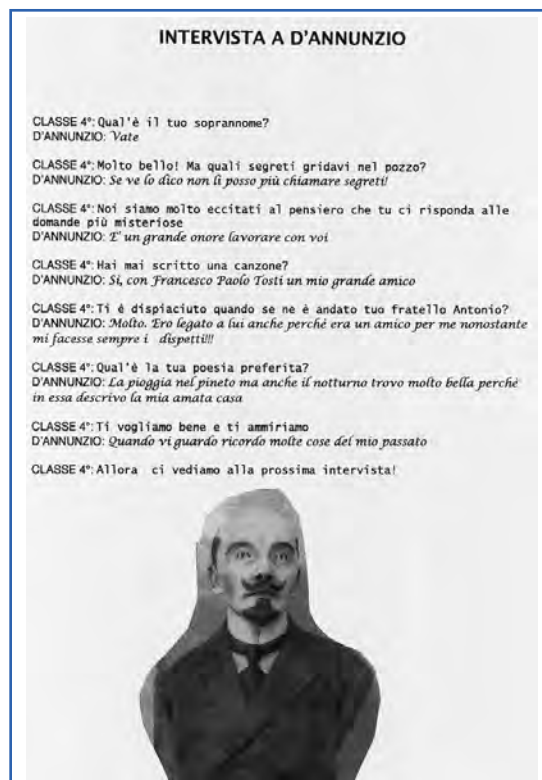 INTERVISTA A D'ANNUNZIO
CLASSE 4°: Qual'è il tuo soprannome?
D'ANNUNZIO: Vate
CLASSE 4°: Molto bello! Ma quali segreti gridavi nel pozzo?
D'ANNUNZIO: Se ve lo dico non li posso più chiamare segreti!
CLASSE 4°: Noi siamo molto eccitati al pensiero che tu ci risponda alle
domande più misteriose
D'ANNUNZIO: E' un grande onore lavorare con voi
CLASSE 4°: Hai mai scritto una canzone?
D'ANNUNZIO: Si, con Francesco Paolo Tosti un mio grande amico
CLASSE 4°: Ti è dispiaciuto quando se ne è andato tuo fratello Antonio?
D'ANNUNZIO: Molto. Ero legato a lui anche perché era un amico per me nonostante
mi facesse sempre i dispetti!!!
CLASSE 4°: Qual'è la tua poesia preferita?
D'ANNUNZIO: La pioggia nel pineto ma anche il notturno trovo molto bella perché
in essa descrivo la mia amata casa
CLASSE 4°: Ti vogliamo bene e ti ammiriamo
D'ANNUNZIO: Quando vi guardo ricordo molte cose del mio passato
CLASSE 4°: Allora ci vediamo alla prossima intervista!